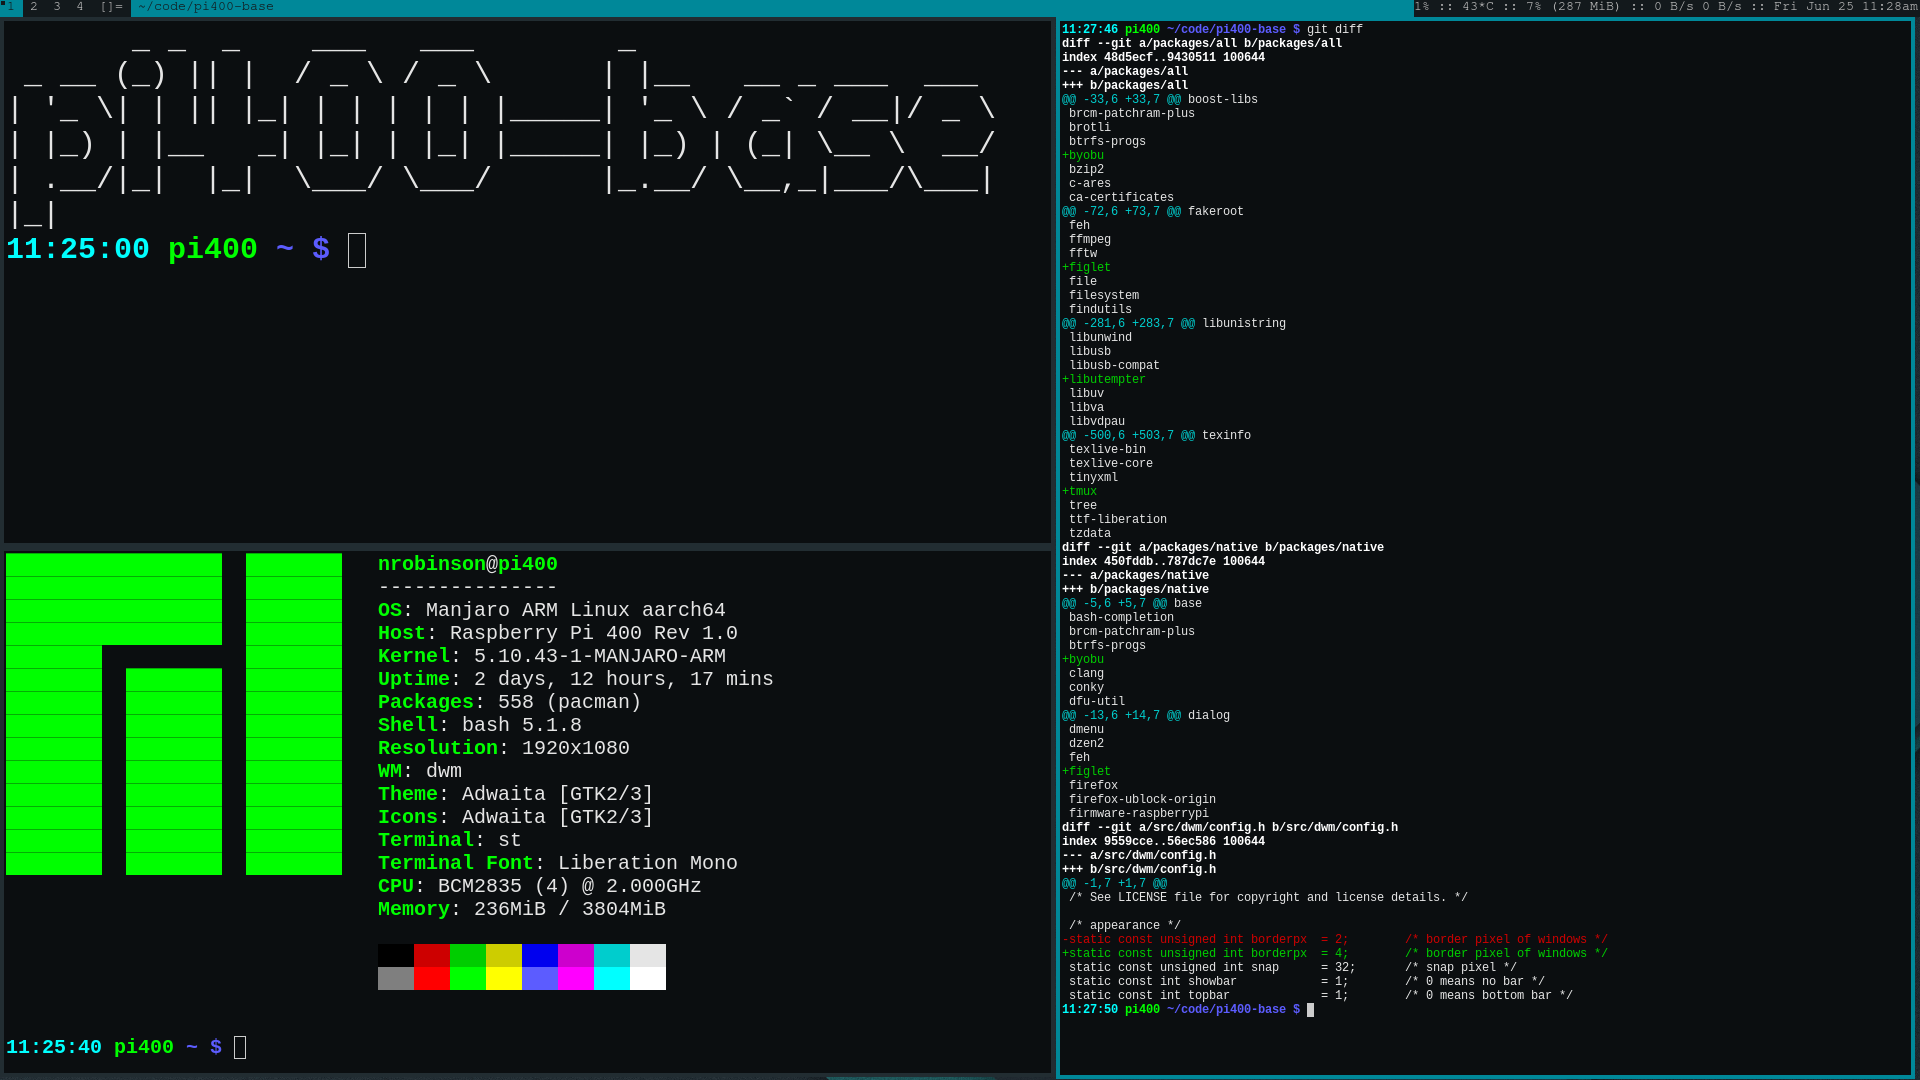 1 2 3 4 []= ~/code/pi400-base
1% :: 43*C :: 7% (287 MiB) :: 0 B/s 0 B/s :: Fri Jun 25 11:28am
pi400-base
11:25:00 pi400 ~ $
nrobinson@pi400
---------------
OS: Manjaro ARM Linux aarch64
Host: Raspberry Pi 400 Rev 1.0
Kernel: 5.10.43-1-MANJARO-ARM
Uptime: 2 days, 12 hours, 17 mins
Packages: 558 (pacman)
Shell: bash 5.1.8
Resolution: 1920x1080
WM: dwm
Theme: Adwaita [GTK2/3]
Icons: Adwaita [GTK2/3]
Terminal: st
Terminal Font: Liberation Mono
CPU: BCM2835 (4) @ 2.000GHz
Memory: 236MiB / 3804MiB
11:25:40 pi400 ~ $
11:27:46 pi400 ~/code/pi400-base $ git diff
diff --git a/packages/all b/packages/all
index 48d5ecf..9430511 100644
--- a/packages/all
+++ b/packages/all
@@ -33,6 +33,7 @@ boost-libs
 brcm-patchram-plus
 brotli
 btrfs-progs
+byobu
 bzip2
 c-ares
 ca-certificates
@@ -72,6 +73,7 @@ fakeroot
 feh
 ffmpeg
 fftw
+figlet
 file
 filesystem
 findutils
@@ -281,6 +283,7 @@ libunistring
 libunwind
 libusb
 libusb-compat
+libutempter
 libuv
 libva
 libvdpau
@@ -500,6 +503,7 @@ texinfo
 texlive-bin
 texlive-core
 tinyxml
+tmux
 tree
 ttf-liberation
 tzdata
diff --git a/packages/native b/packages/native
index 450fddb..787dc7e 100644
--- a/packages/native
+++ b/packages/native
@@ -5,6 +5,7 @@ base
 bash-completion
 brcm-patchram-plus
 btrfs-progs
+byobu
 clang
 conky
 dfu-util
@@ -13,6 +14,7 @@ dialog
 dmenu
 dzen2
 feh
+figlet
 firefox
 firefox-ublock-origin
 firmware-raspberrypi
diff --git a/src/dwm/config.h b/src/dwm/config.h
index 9559cce..56ec586 100644
--- a/src/dwm/config.h
+++ b/src/dwm/config.h
@@ -1,7 +1,7 @@
 /* See LICENSE file for copyright and license details. */
 /* appearance */
-static const unsigned int borderpx  = 2;        /* border pixel of windows */
+static const unsigned int borderpx  = 4;        /* border pixel of windows */
 static const unsigned int snap      = 32;       /* snap pixel */
 static const int showbar            = 1;        /* 0 means no bar */
 static const int topbar             = 1;        /* 0 means bottom bar */
11:27:50 pi400 ~/code/pi400-base $